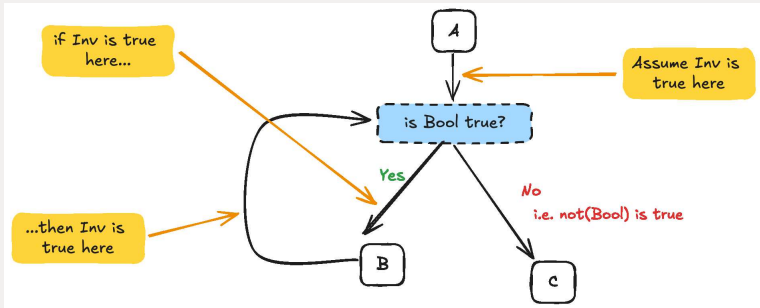 if Inv is true
here...
A
Assume Inv is
true here
is Bool true?
Yes
No
i.e. not(Bool) is true
...then Inv is
true here
B
C